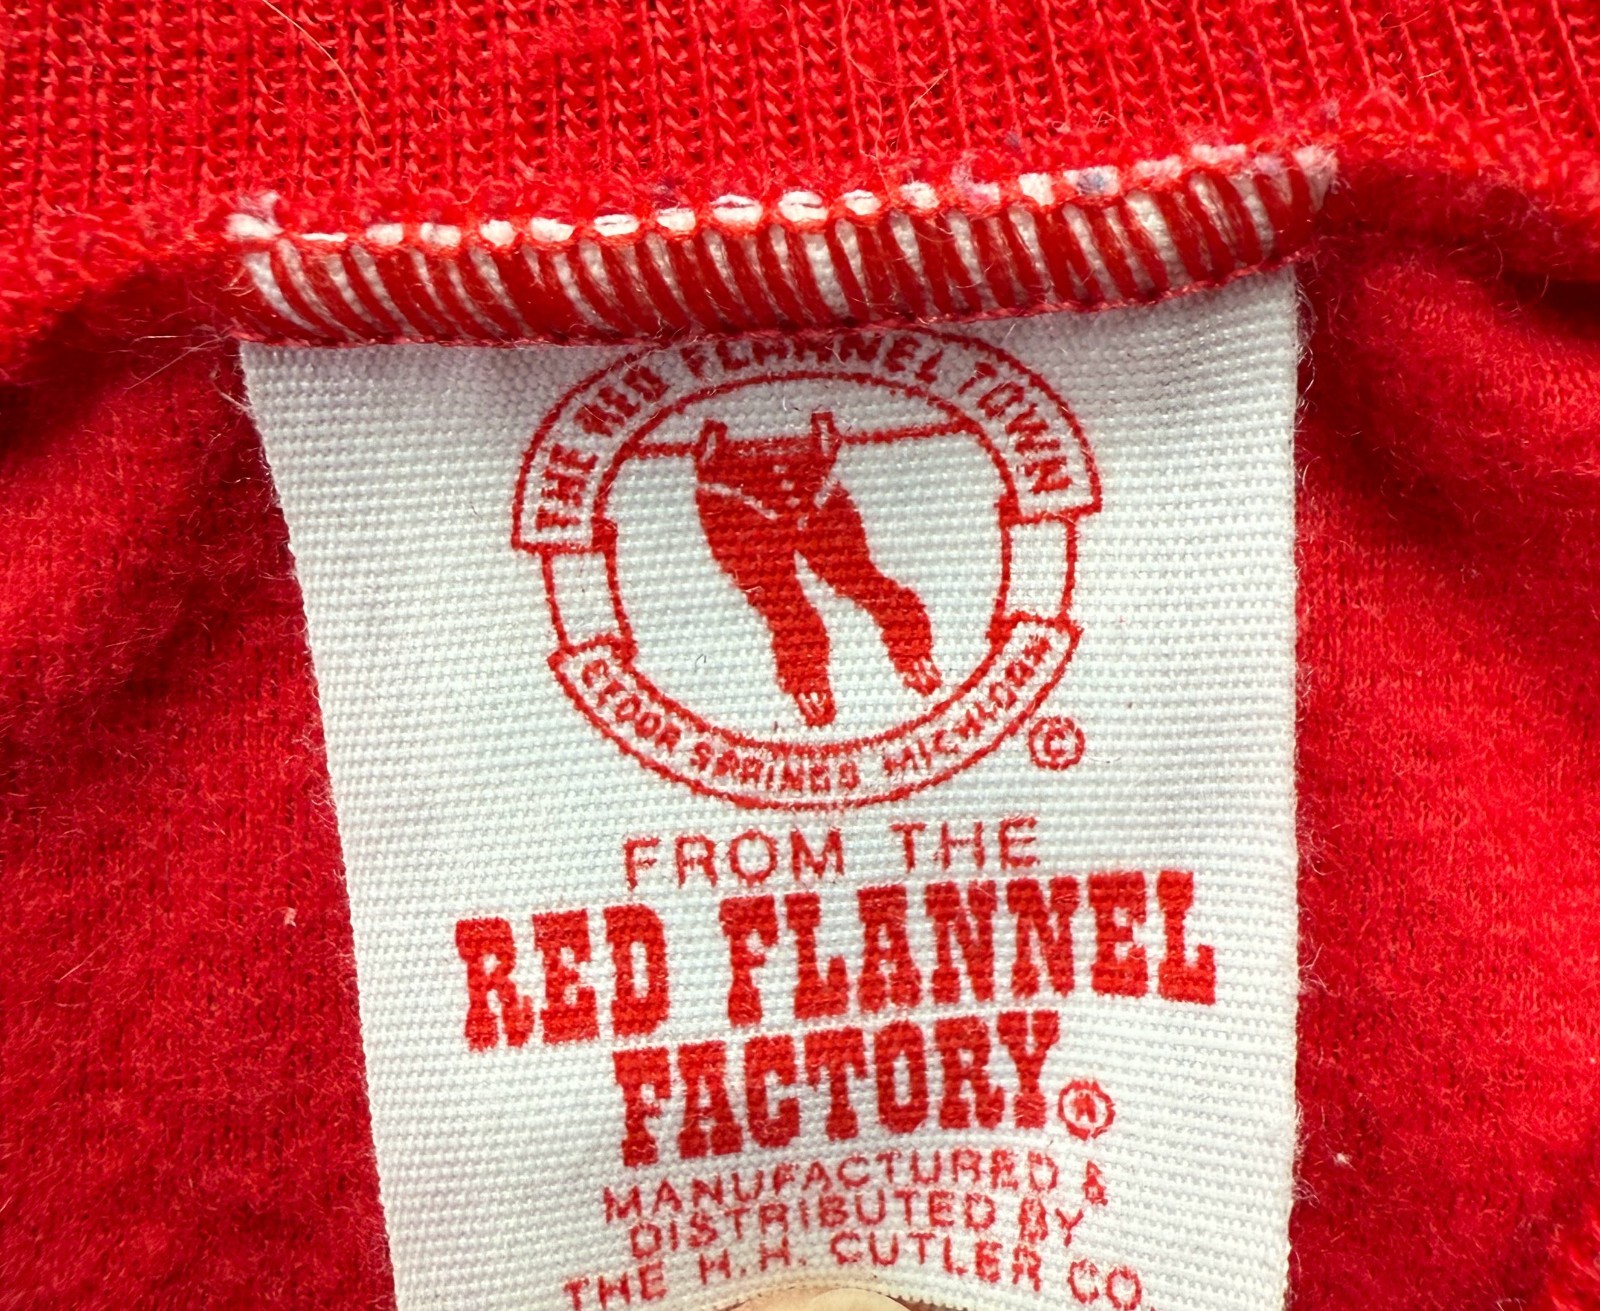 THE RED FLANNEL TOWN
CEDAR SPRINGS MICHIGAN
©
FROM THE
RED FLANNEL
FACTORY®
MANUFACTURED &
DISTRIBUTED BY
THE H.H. CUTLER CO.